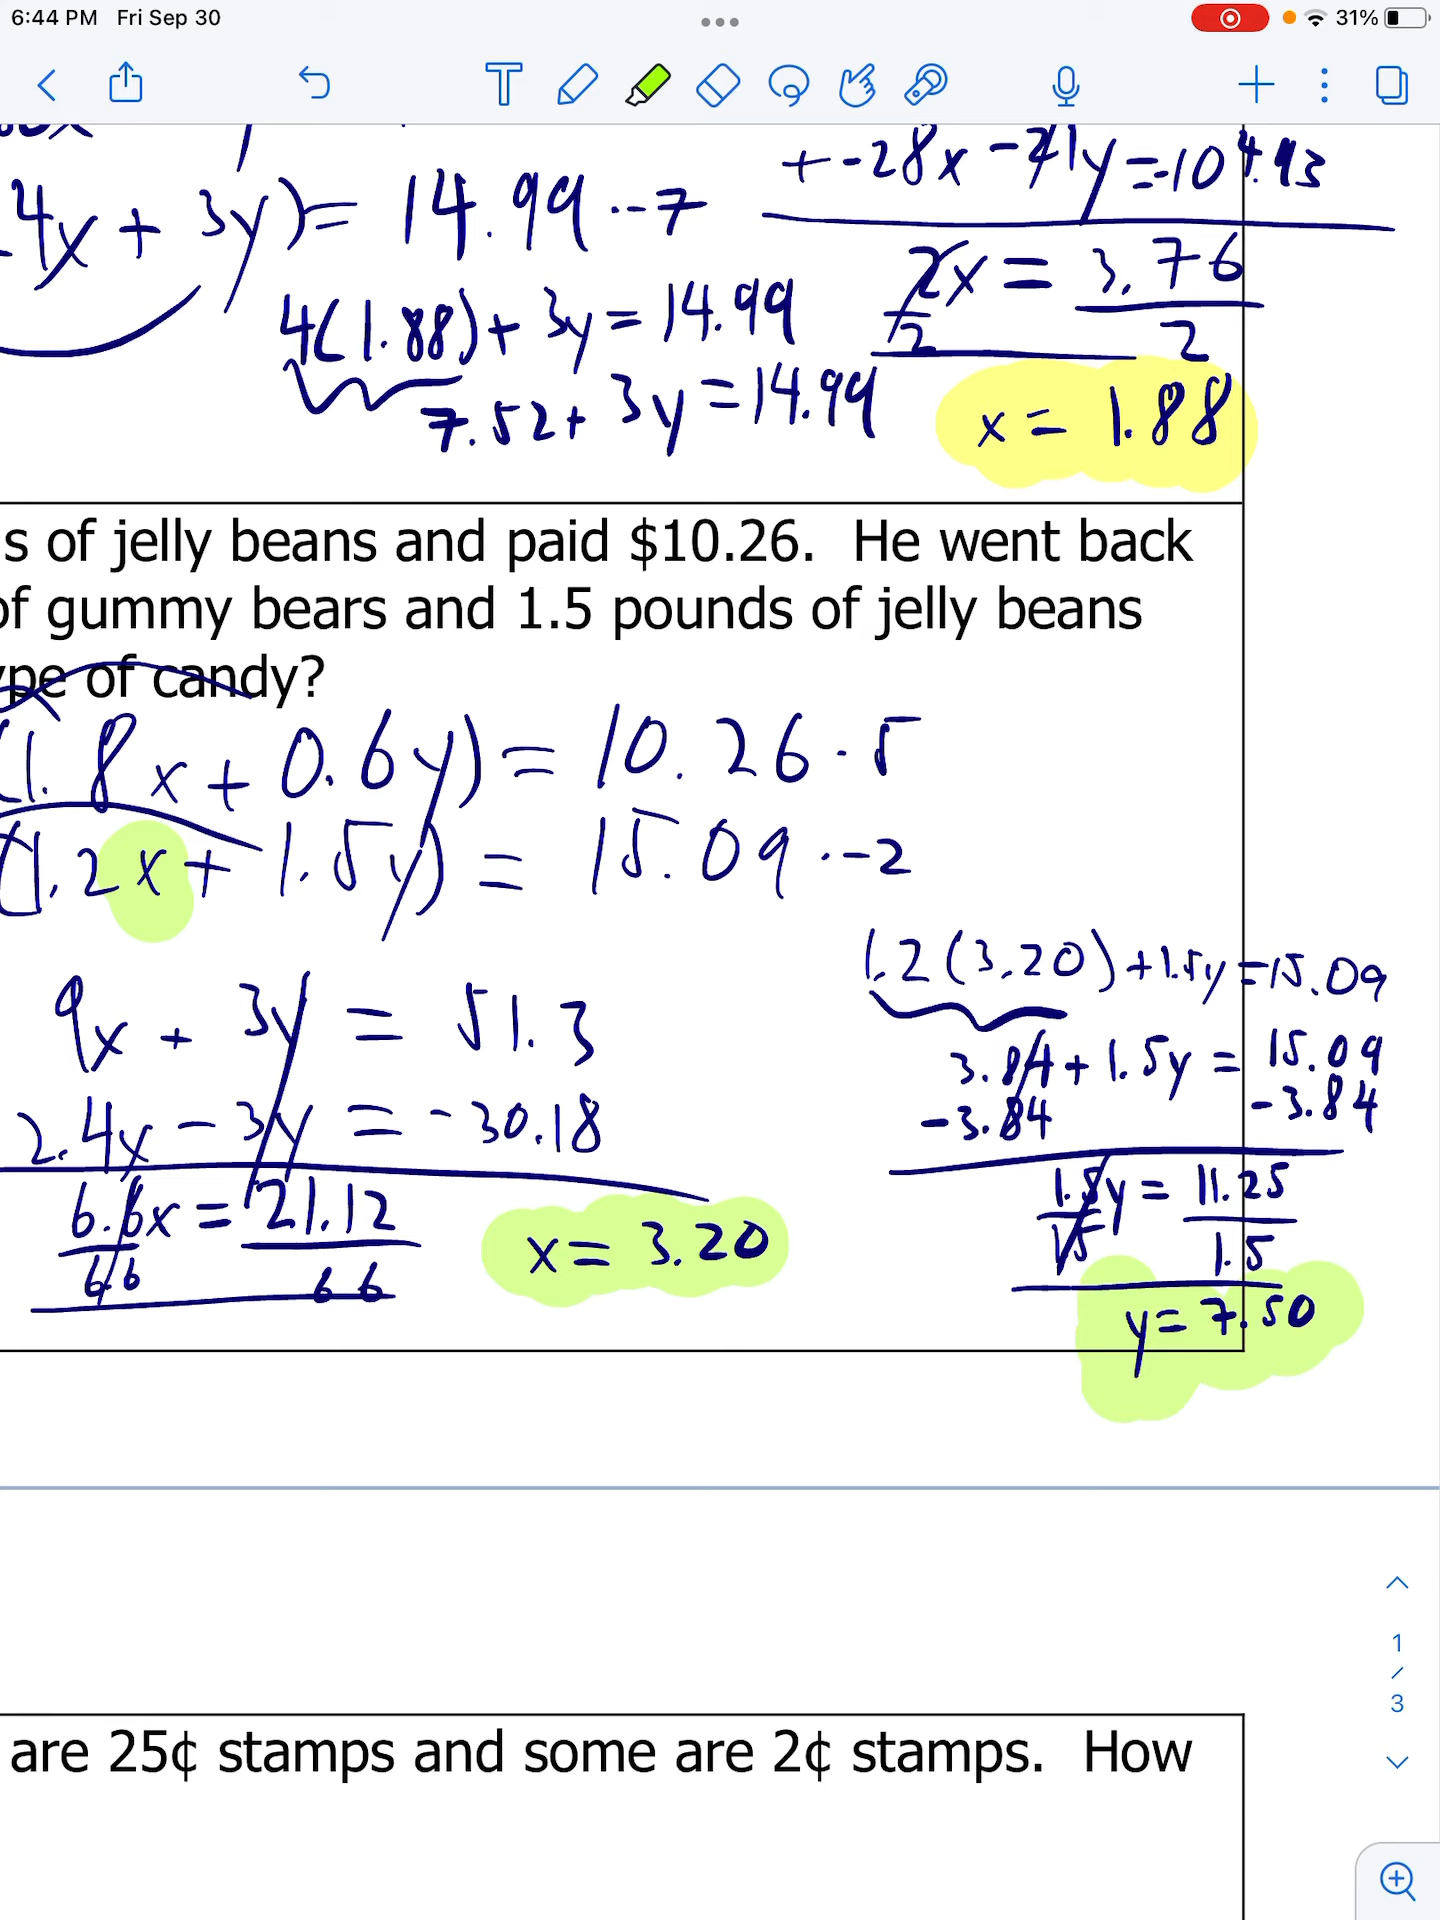 6:44 PM Fri Sep 30
31%
+-28x -21y=-104.93
4x + 3y)= 14.99 ·-7
2x = 3.76
2 2
4(1.88)+ 3y= 14.99
7.52+ 3y=14.99
x = 1.88
s of jelly beans and paid $10.26. He went back
of gummy bears and 1.5 pounds of jelly beans
ype of candy?
(1.8x + 0.6y) = 10.26·5
(1.2x + 1.5y) = 15.09·-2
1.2(3.20)+1.5y=15.09
9x + 3y = 51.3
3.84+1.5y = 15.09
-3.84 -3.84
2.4x - 3y = -30.18
1.5y = 11.25
1.5 1.5
6.6x = 21.12
6.6 6.6
x = 3.20
y = 7.50
1
/
3
are 25¢ stamps and some are 2¢ stamps. How